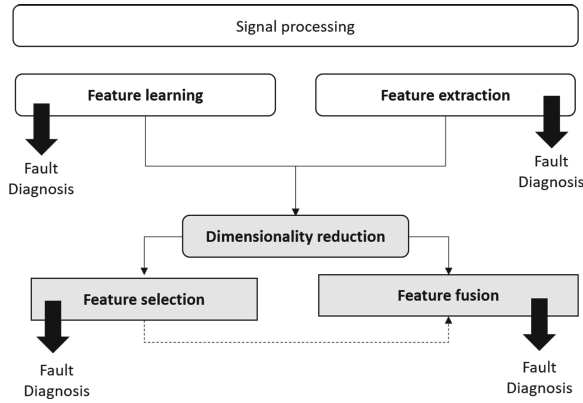 Signal processing
Feature learning
Feature extraction
Fault
Diagnosis
Fault
Diagnosis
Dimensionality reduction
Feature selection
Feature fusion
Fault
Diagnosis
Fault
Diagnosis